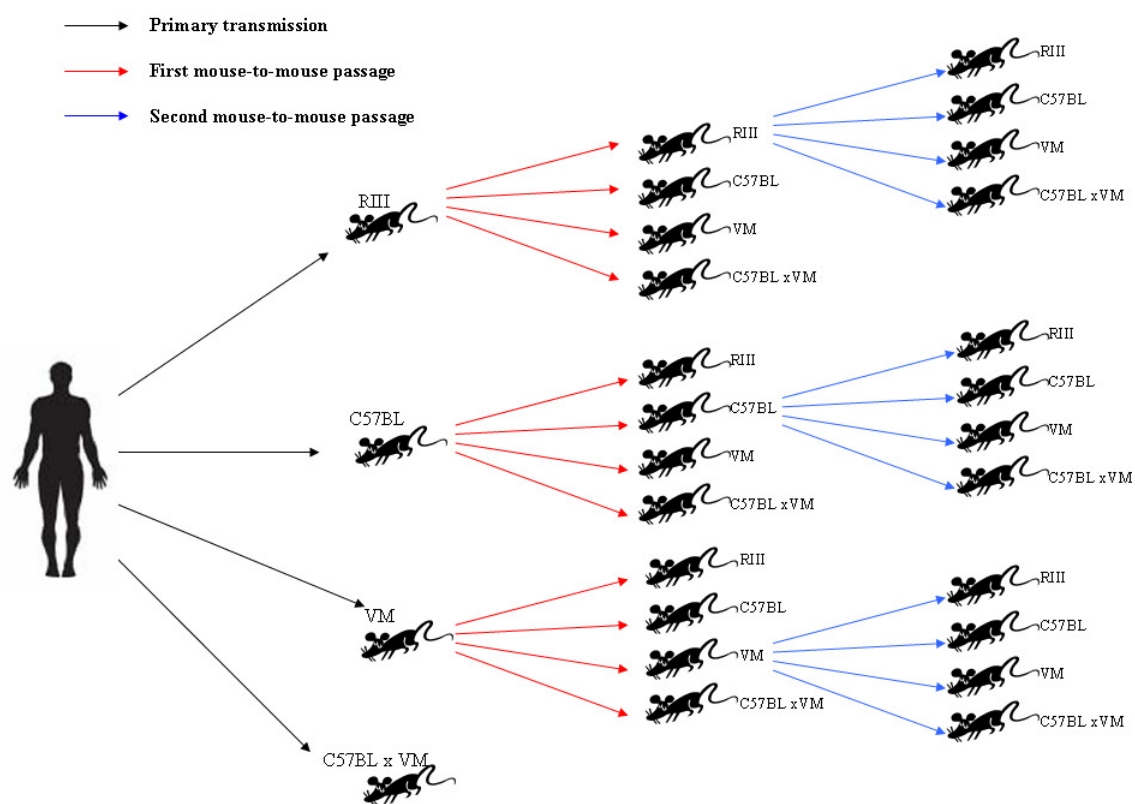 Primary transmission
First mouse-to-mouse passage
Second mouse-to-mouse passage
RIII
RIII
C57BL
VM
C57BL xVM
RIII
C57BL
VM
C57BL xVM
C57BL
RIII
C57BL
VM
C57BL xVM
RIII
C57BL
VM
C57BL xVM
VM
RIII
C57BL
VM
C57BL xVM
RIII
C57BL
VM
C57BL xVM
C57BL x VM